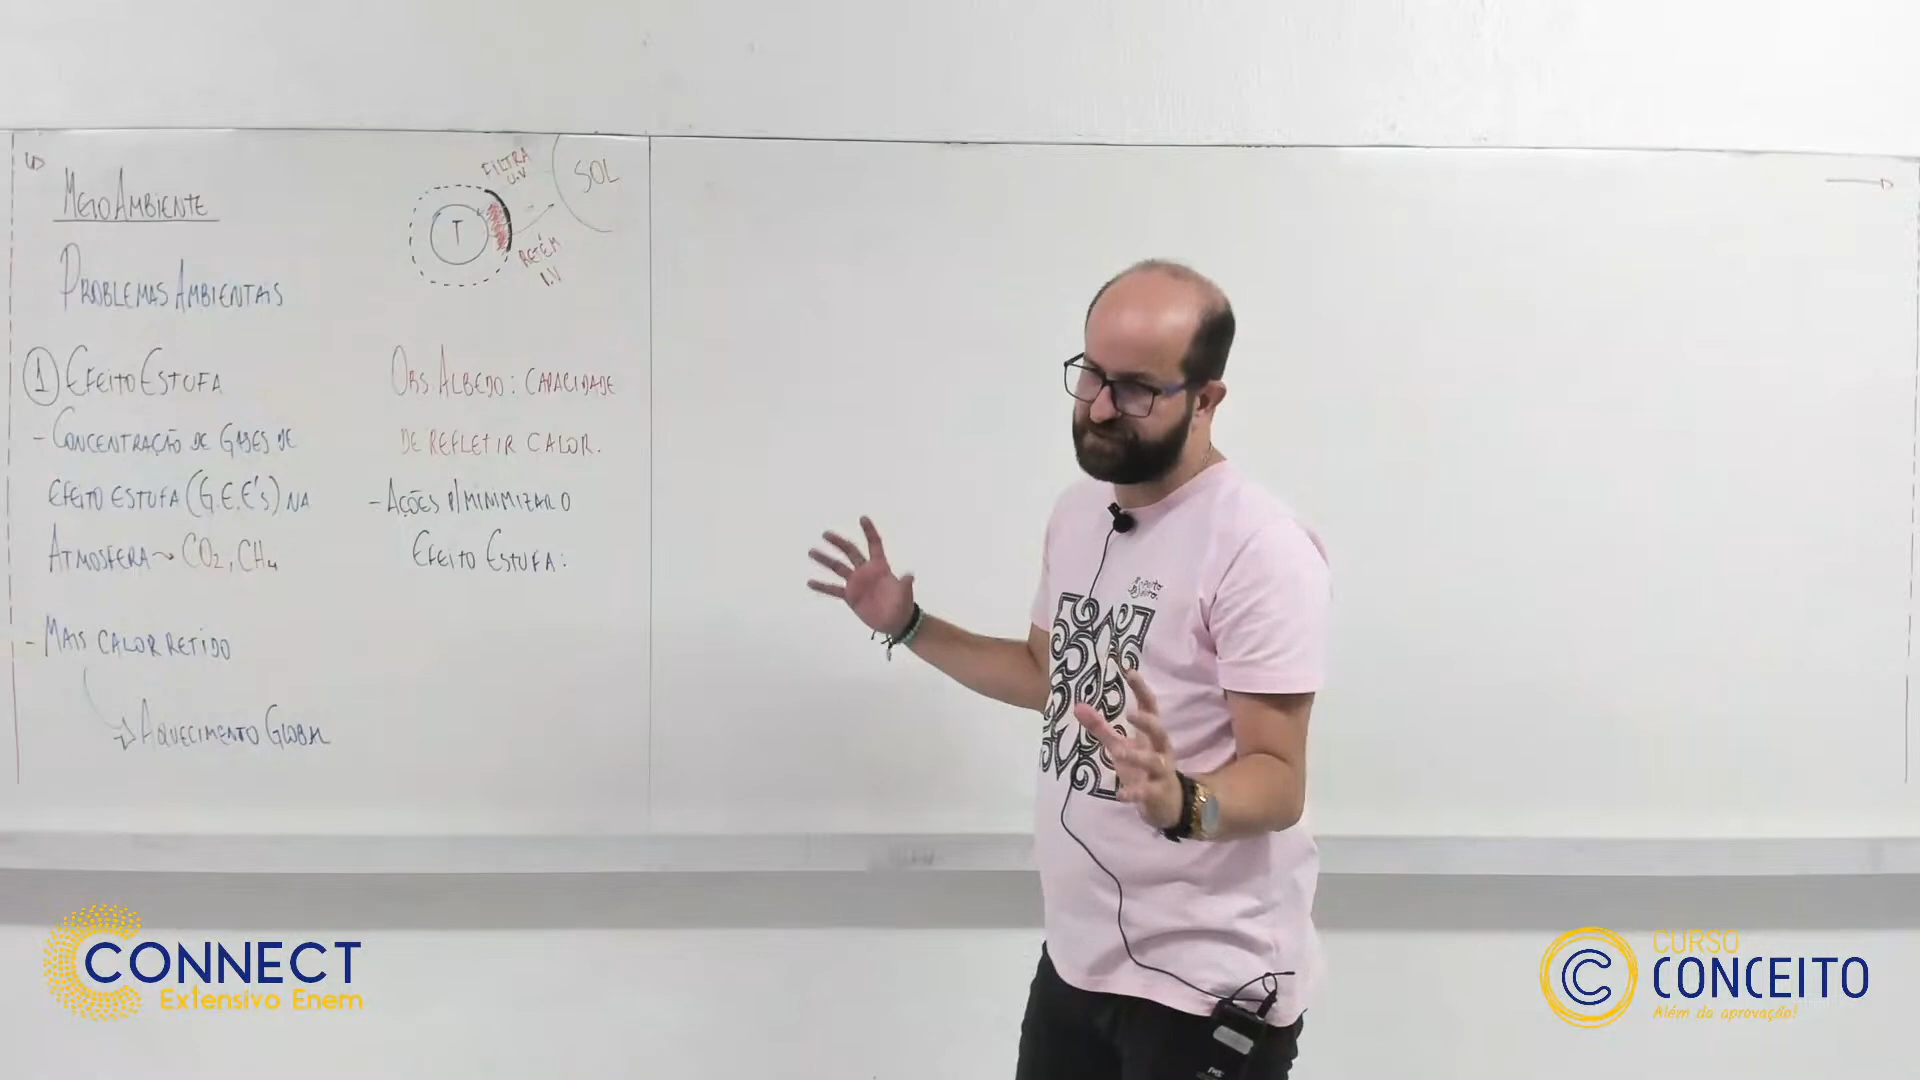 MEIO AMBIENTE
PROBLEMAS AMBIENTAIS
FILTRA
U.V
SOL
T
RETÉM
I.V
1 EFEITO ESTUFA
- CONCENTRAÇÃO DE GASES DE
EFEITO ESTUFA (G.E.E's) NA
ATMOSFERA ~ CO2, CH4
- MAIS CALOR RETIDO
AQUECIMENTO GLOBAL
OBS ALBEDO: CAPACIDADE
DE REFLETIR CALOR.
- AÇÕES P/ MINIMIZAR O
EFEITO ESTUFA:
CONNECT
Extensivo Enem
CURSO
CONCEITO
Além da aprovação!